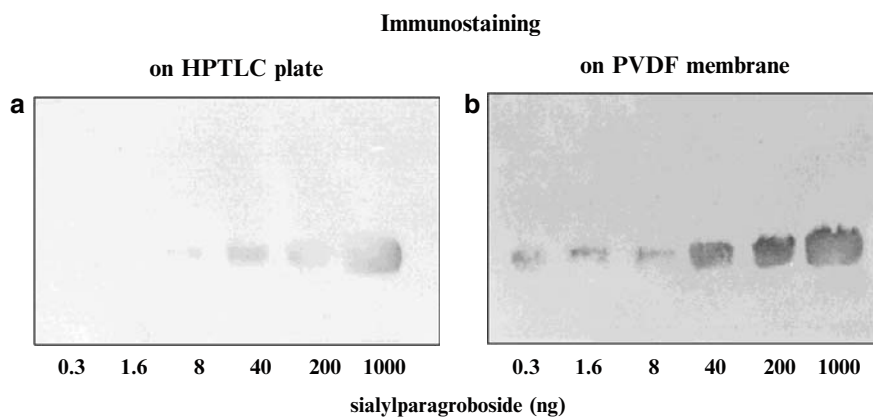 Immunostaining
on HPTLC plate
on PVDF membrane
a
b
0.3 1.6 8 40 200 1000
0.3 1.6 8 40 200 1000
sialylparagroboside (ng)